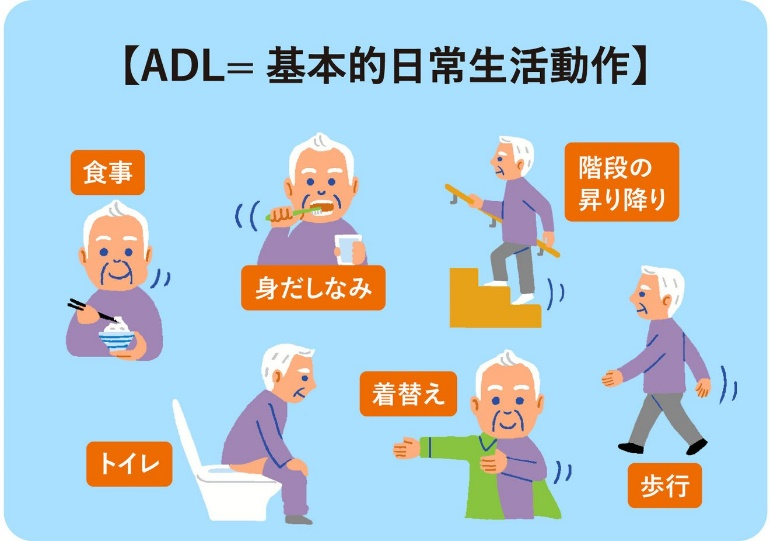 【ADL= 基本的日常生活動作】
食事
身だしなみ
階段の
昇り降り
トイレ
着替え
歩行